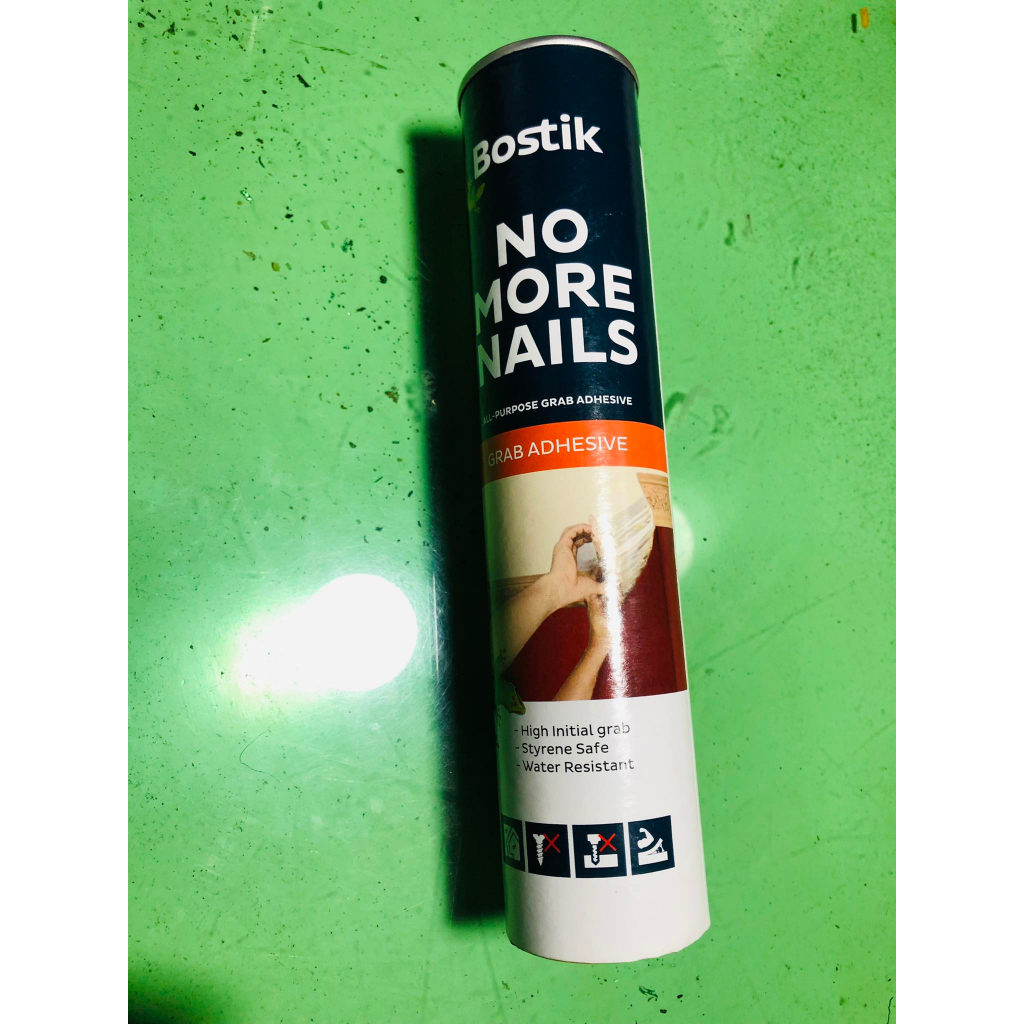 Bostik
NO
MORE
NAILS
ALL-PURPOSE GRAB ADHESIVE
GRAB ADHESIVE
- High Initial grab
- Styrene Safe
- Water Resistant